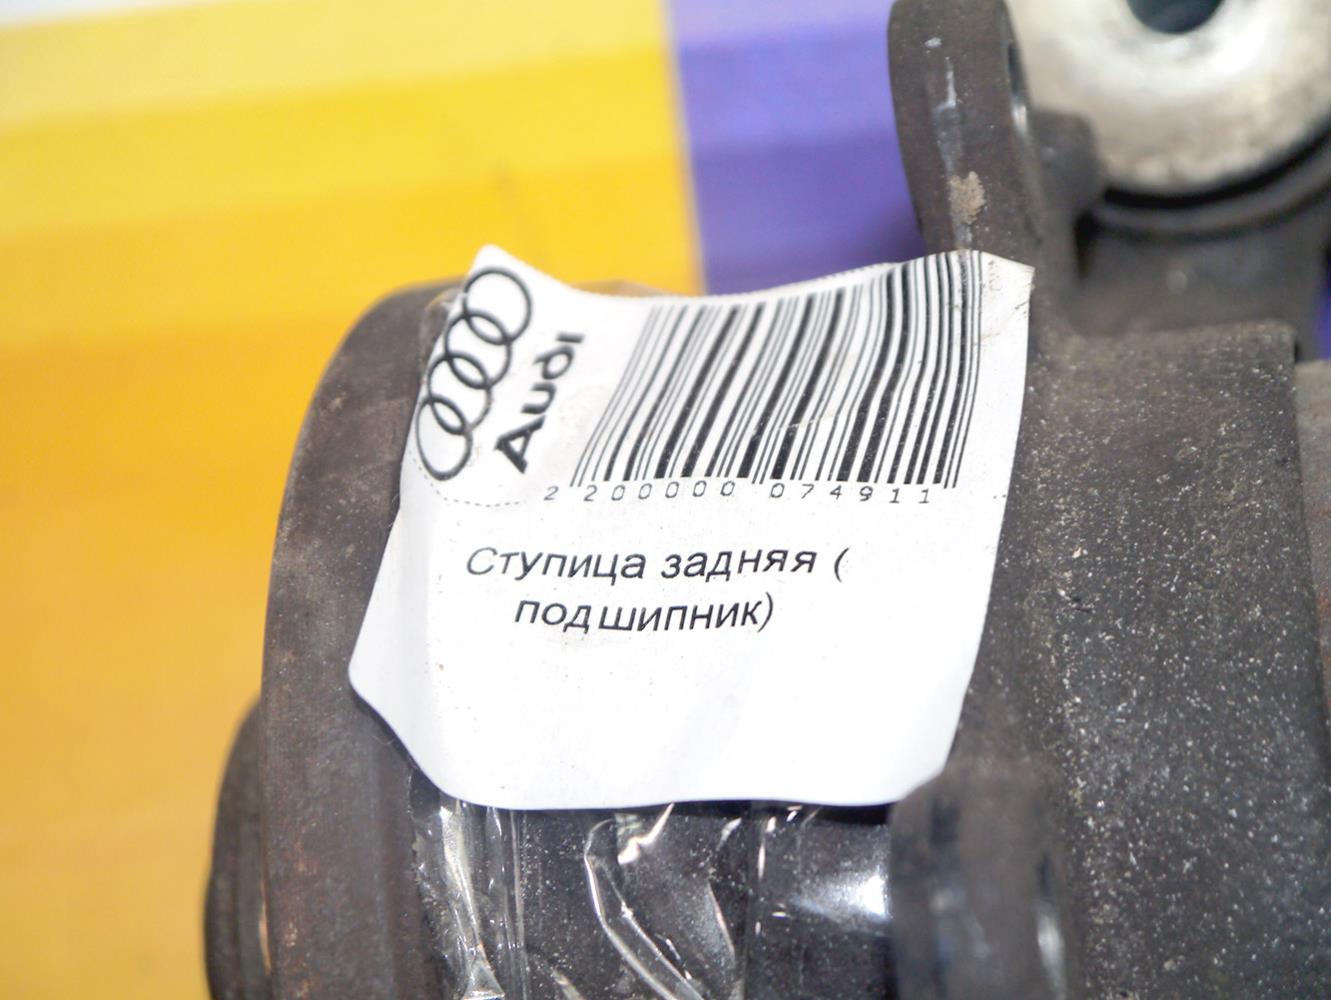 Audi
2 200000 074911
Ступица задняя (
подшипник)